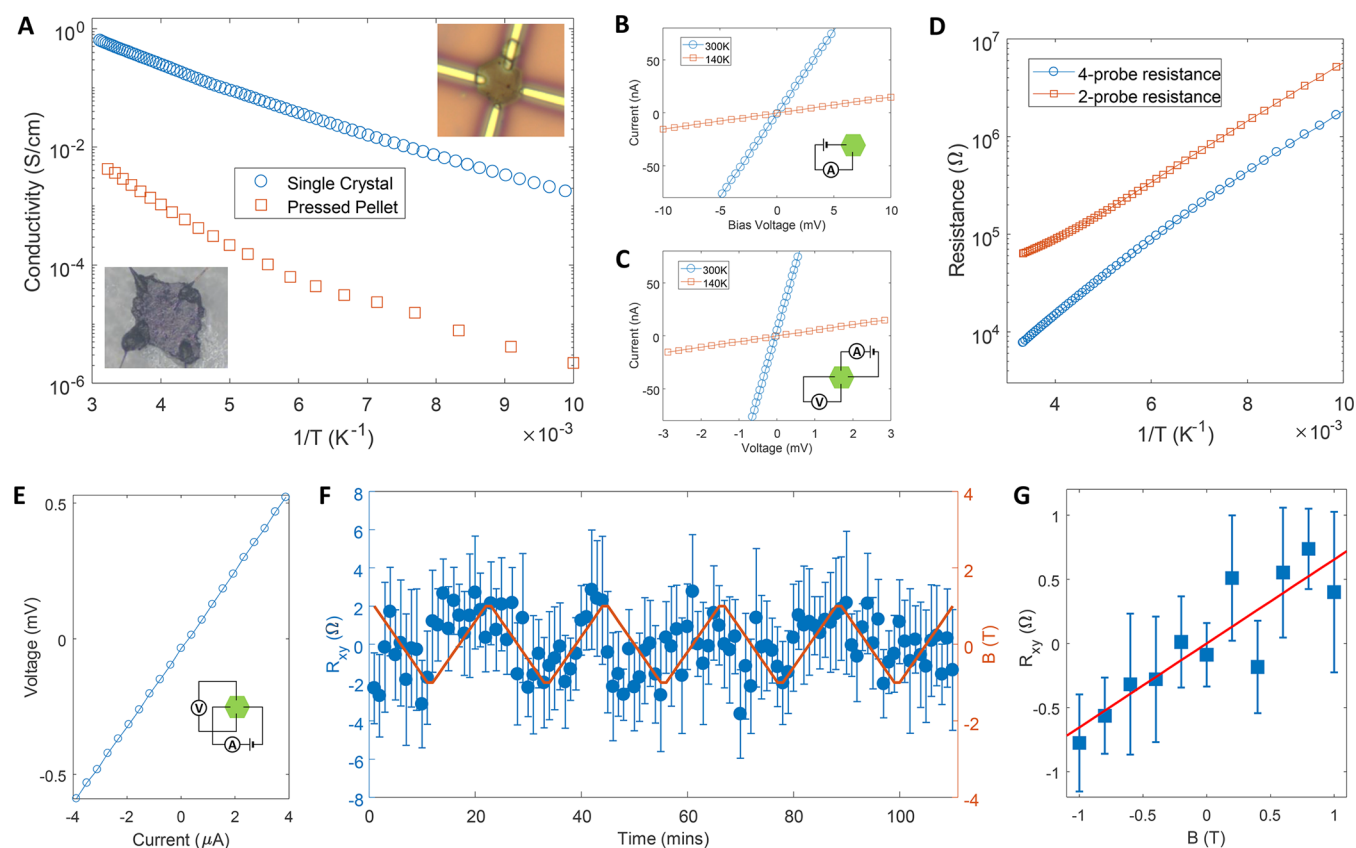 A
Conductivity (S/cm)
10^0
10^-2
10^-4
10^-6
Single Crystal
Pressed Pellet
3 4 5 6 7 8 9 10
1/T (K^-1)
×10^-3
B
Current (nA)
50
0
-50
300K
140K
A
-10 -5 0 5 10
Bias Voltage (mV)
C
Current (nA)
50
0
-50
300K
140K
A
V
-3 -2 -1 0 1 2 3
Voltage (mV)
D
Resistance (Ω)
10^7
10^6
10^5
10^4
4-probe resistance
2-probe resistance
4 6 8 10
1/T (K^-1)
×10^-3
E
Voltage (mV)
0.5
0
-0.5
V
A
-4 -2 0 2 4
Current (μA)
F
R_xy (Ω)
8
6
4
2
0
-2
-4
-6
-8
4
2
0
-2
-4
B (T)
0 20 40 60 80 100
Time (mins)
G
R_xy (Ω)
1
0.5
0
-0.5
-1
-1 -0.5 0 0.5 1
B (T)